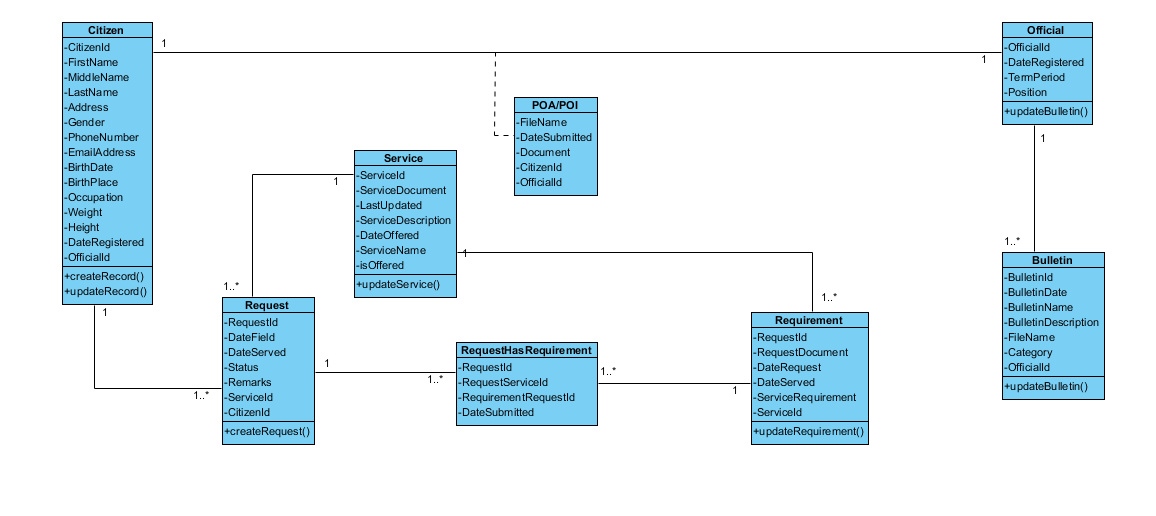 Citizen
-CitizenId
-FirstName
-MiddleName
-LastName
-Address
-Gender
-PhoneNumber
-EmailAddress
-BirthDate
-BirthPlace
-Occupation
-Weight
-Height
-DateRegistered
-OfficialId
+createRecord()
+updateRecord()
1
1
Official
-OfficialId
-DateRegistered
-TermPeriod
-Position
+updateBulletin()
POA/POI
-FileName
-DateSubmitted
-Document
-CitizenId
-OfficialId
1
1..*
Service
-ServiceId
-ServiceDocument
-LastUpdated
-ServiceDescription
-DateOffered
-ServiceName
-isOffered
+updateService()
1
1..*
1
1..*
Bulletin
-BulletinId
-BulletinDate
-BulletinName
-BulletinDescription
-FileName
-Category
-OfficialId
+updateBulletin()
1
1..*
Request
-RequestId
-DateField
-DateServed
-Status
-Remarks
-ServiceId
-CitizenId
+createRequest()
1
1..*
RequestHasRequirement
-RequestId
-RequestServiceId
-RequirementRequestId
-DateSubmitted
1..*
1
Requirement
-RequestId
-RequestDocument
-DateRequest
-DateServed
-ServiceRequirement
-ServiceId
+updateRequirement()